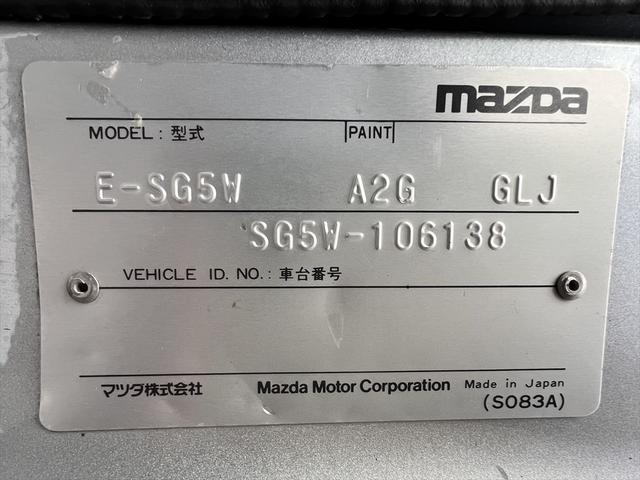 mazda
MODEL: 型式 PAINT
E-SG5W A2G GLJ
SG5W-106138
VEHICLE ID. NO.: 車台番号
マツダ株式会社 Mazda Motor Corporation Made in Japan
(S083A)